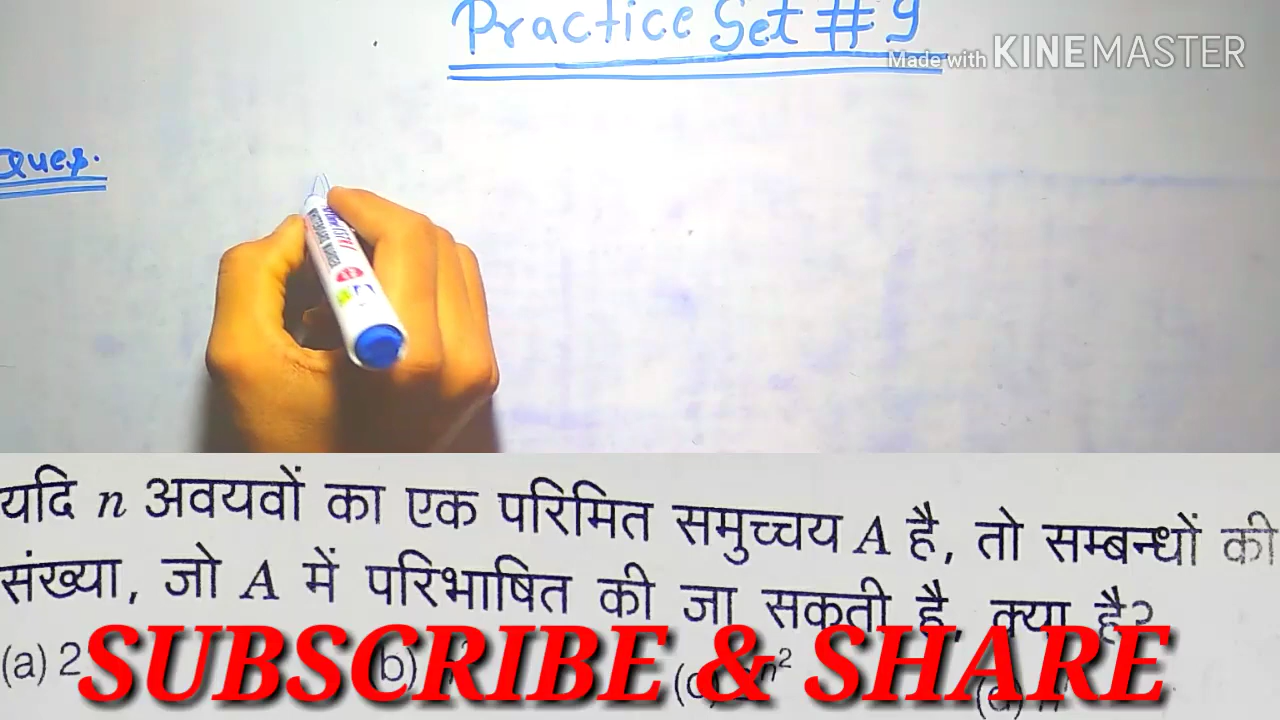 Practice Set #9
Made with KINEMASTER
Ques.
यदि n अवयवों का एक परिमित समुच्चय A है, तो सम्बन्धों की
संख्या, जो A में परिभाषित की जा सकती है, क्या है?
(a) 2 (b) (c) n² (d)
SUBSCRIBE & SHARE